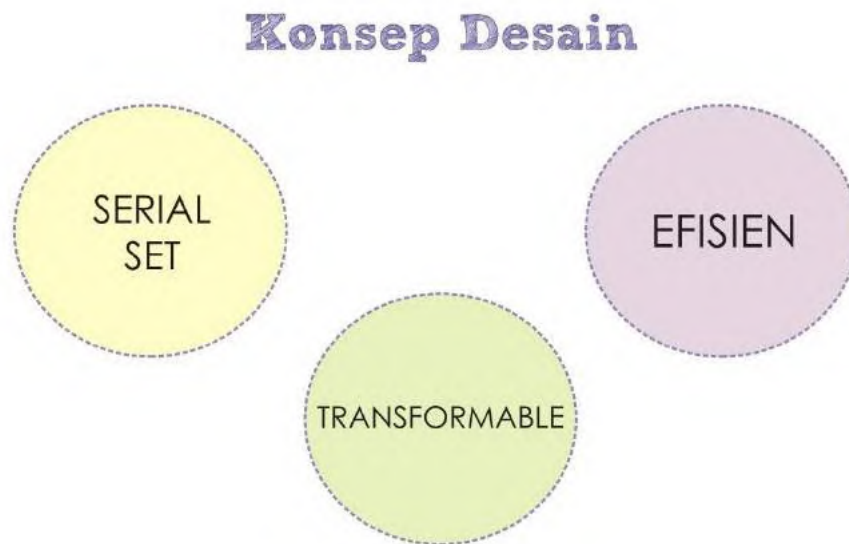 Konsep Desain
SERIAL
SET
EFISIEN
TRANSFORMABLE